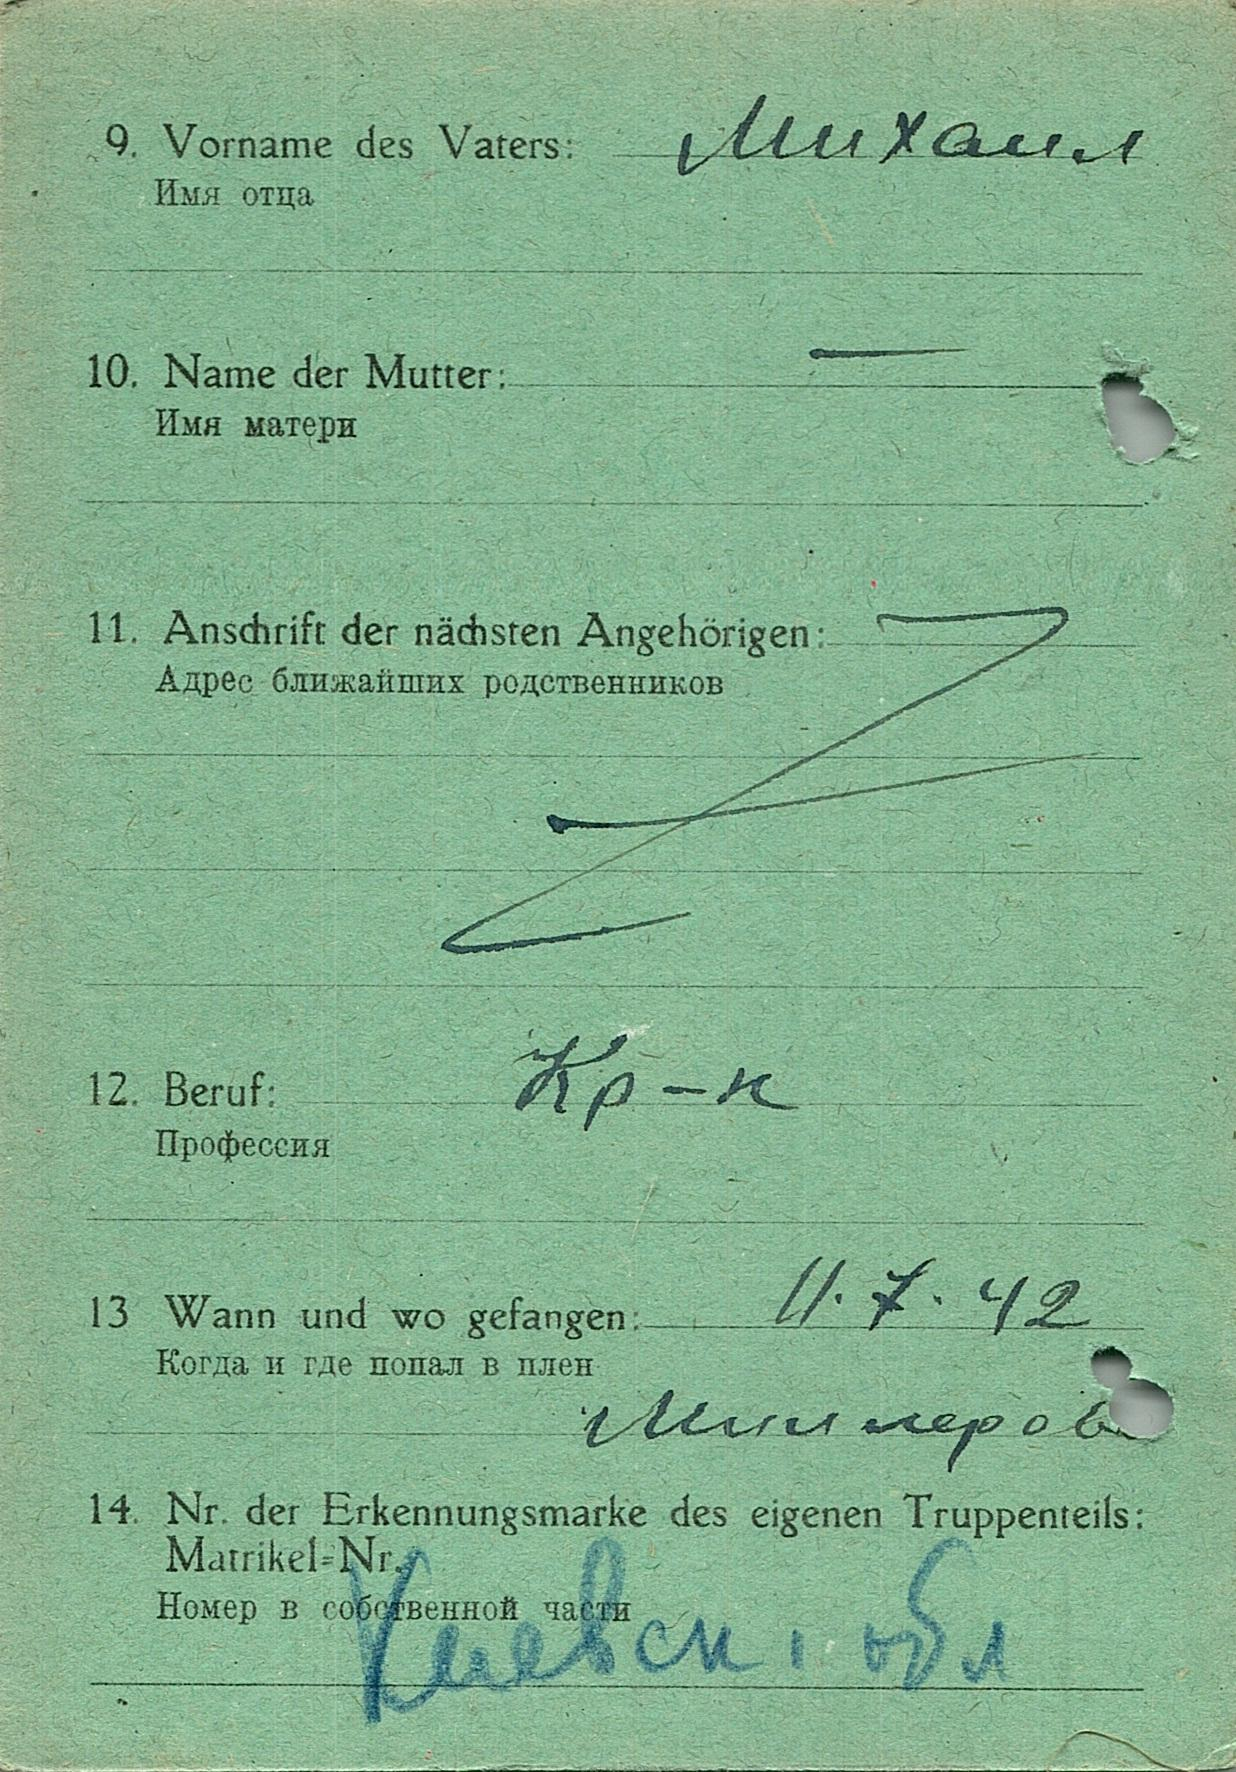 9. Vorname des Vaters: Михаил
Имя отца
10. Name der Mutter: —
Имя матери
11. Anschrift der nächsten Angehörigen:
Адрес ближайших родственников
12. Beruf: Кр-к
Профессия
13 Wann und wo gefangen: 11.7.42
Когда и где попал в плен
Миллеров
14. Nr. der Erkennungsmarke des eigenen Truppenteils:
Matrikel=Nr.
Номер в собственной части
Киевск. обл